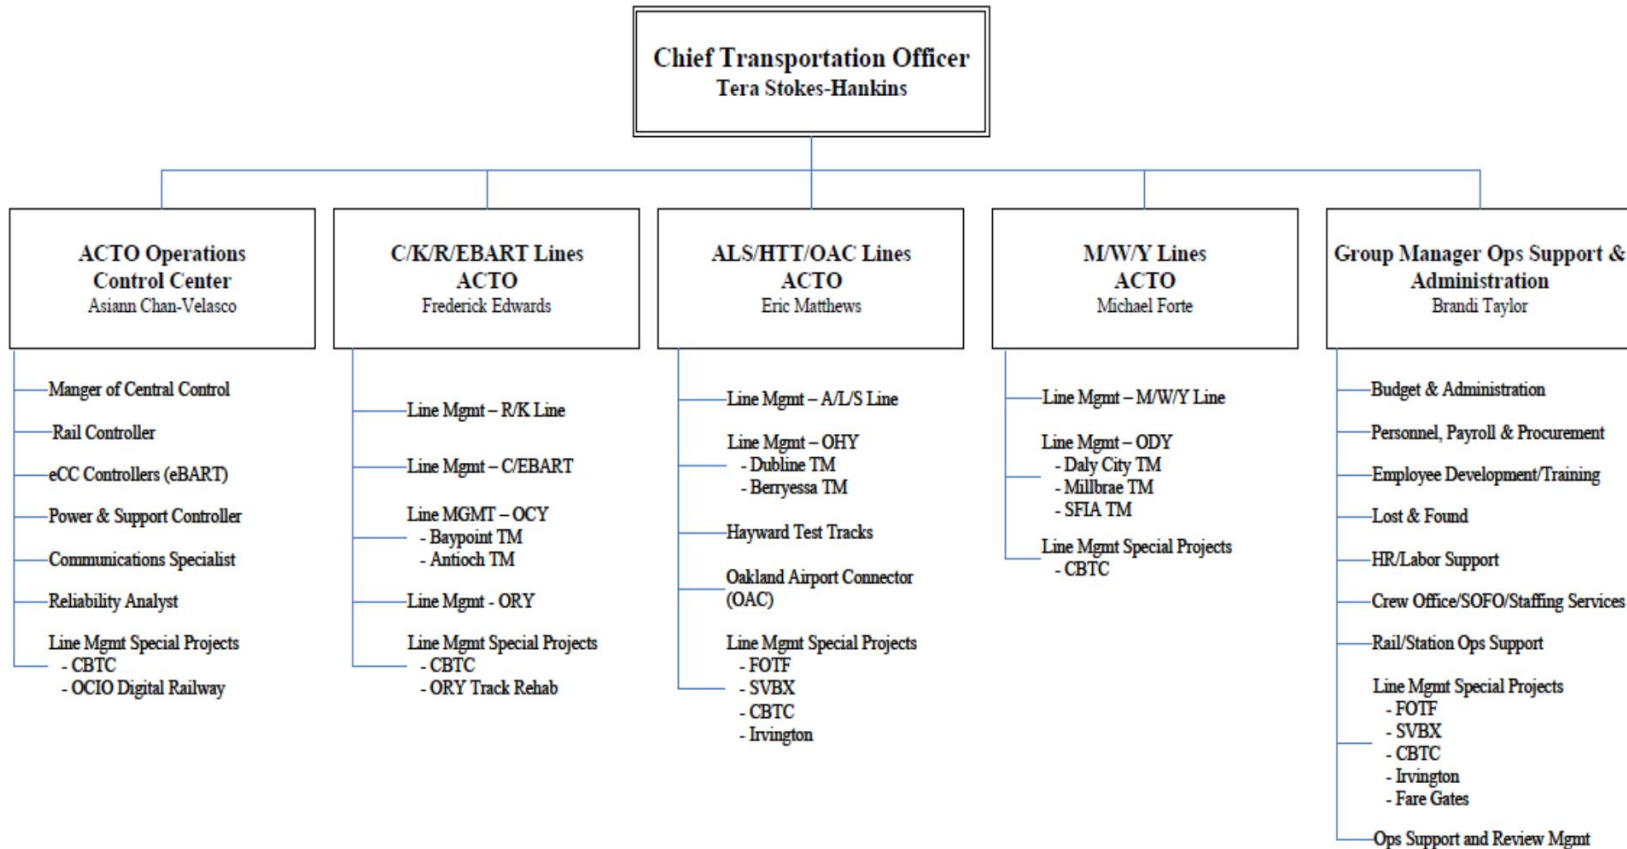 Chief Transportation Officer
Tera Stokes-Hankins
ACTO Operations
Control Center
Asiann Chan-Velasco
Manger of Central Control
Rail Controller
eCC Controllers (eBART)
Power & Support Controller
Communications Specialist
Reliability Analyst
Line Mgmt Special Projects
- CBTC
- OCIO Digital Railway
C/K/R/EBART Lines
ACTO
Frederick Edwards
Line Mgmt – R/K Line
Line Mgmt – C/EBART
Line MGMT – OCY
- Baypoint TM
- Antioch TM
Line Mgmt - ORY
Line Mgmt Special Projects
- CBTC
- ORY Track Rehab
ALS/HTT/OAC Lines
ACTO
Eric Matthews
Line Mgmt – A/L/S Line
Line Mgmt – OHY
- Dubline TM
- Berryessa TM
Hayward Test Tracks
Oakland Airport Connector
(OAC)
Line Mgmt Special Projects
- FOTF
- SVBX
- CBTC
- Irvington
M/W/Y Lines
ACTO
Michael Forte
Line Mgmt – M/W/Y Line
Line Mgmt – ODY
- Daly City TM
- Millbrae TM
- SFIA TM
Line Mgmt Special Projects
- CBTC
Group Manager Ops Support &
Administration
Brandi Taylor
Budget & Administration
Personnel, Payroll & Procurement
Employee Development/Training
Lost & Found
HR/Labor Support
Crew Office/SOFO/Staffing Services
Rail/Station Ops Support
Line Mgmt Special Projects
- FOTF
- SVBX
- CBTC
- Irvington
- Fare Gates
Ops Support and Review Mgmt